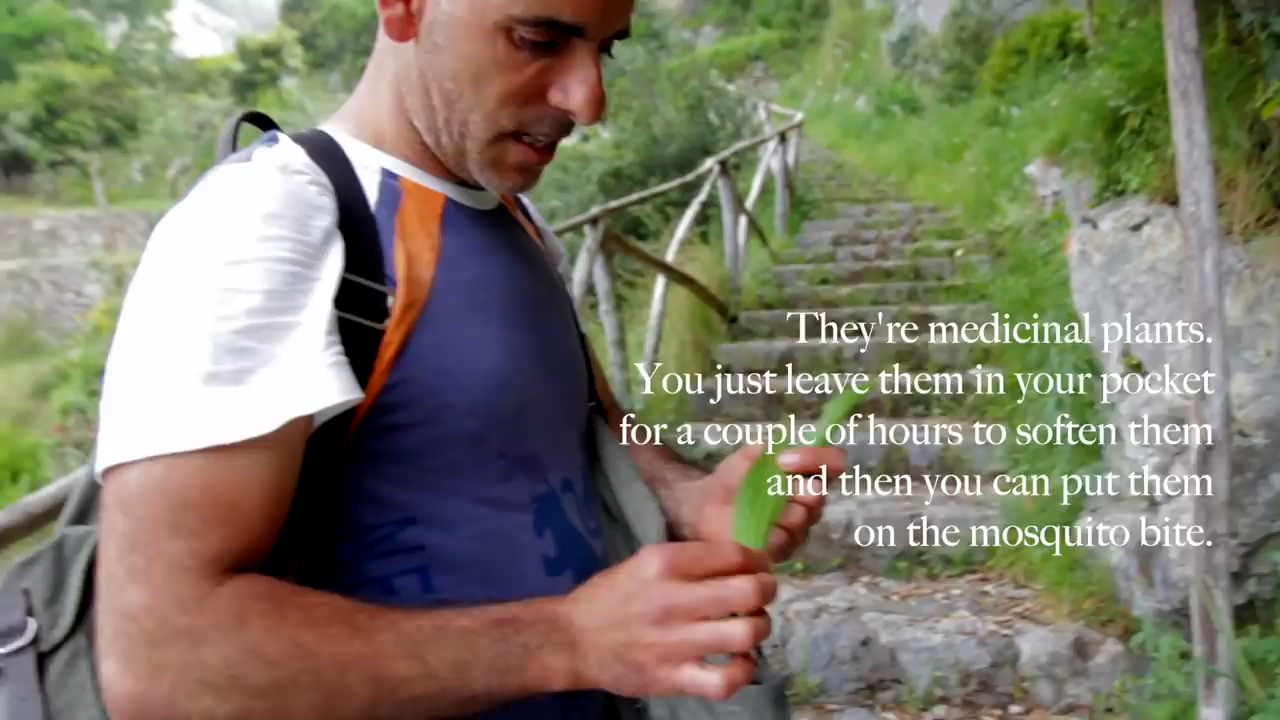 They're medicinal plants.
You just leave them in your pocket
for a couple of hours to soften them
and then you can put them
on the mosquito bite.